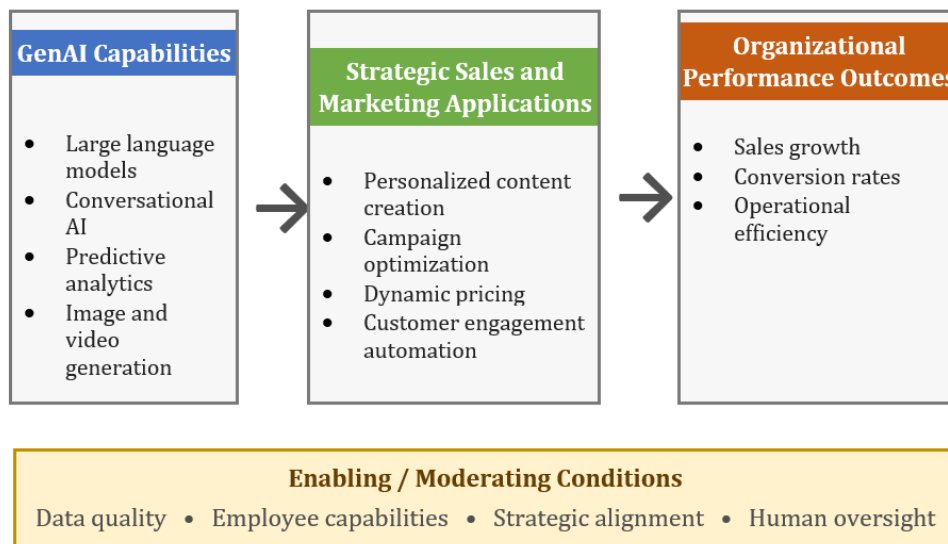 GenAI Capabilities
• Large language
models
• Conversational
AI
• Predictive
analytics
• Image and
video
generation
Strategic Sales and
Marketing Applications
• Personalized content
creation
• Campaign
optimization
• Dynamic pricing
• Customer engagement
automation
Organizational
Performance Outcomes
• Sales growth
• Conversion rates
• Operational
efficiency
Enabling / Moderating Conditions
Data quality • Employee capabilities • Strategic alignment • Human oversight